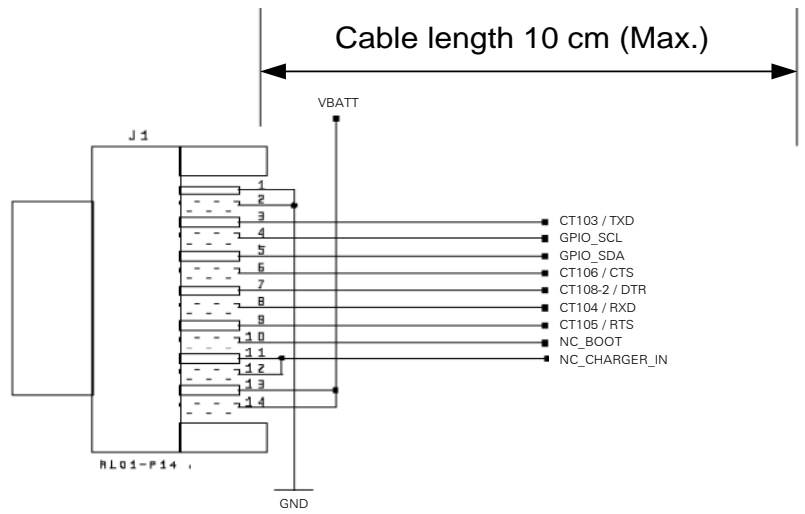 Cable length 10 cm (Max.)
VBATT
J1
1
2
3
4
5
6
7
8
9
10
11
12
13
14
CT103 / TXD
GPIO_SCL
GPIO_SDA
CT106 / CTS
CT108-2 / DTR
CT104 / RXD
CT105 / RTS
NC_BOOT
NC_CHARGER_IN
GND